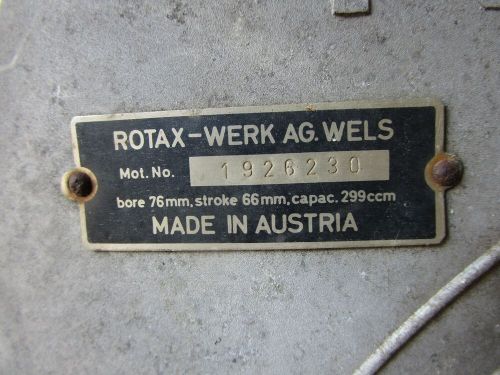 ROTAX-WERK AG. WELS
Mot. No. 1926230
bore 76mm, stroke 66mm, capac. 299ccm
MADE IN AUSTRIA